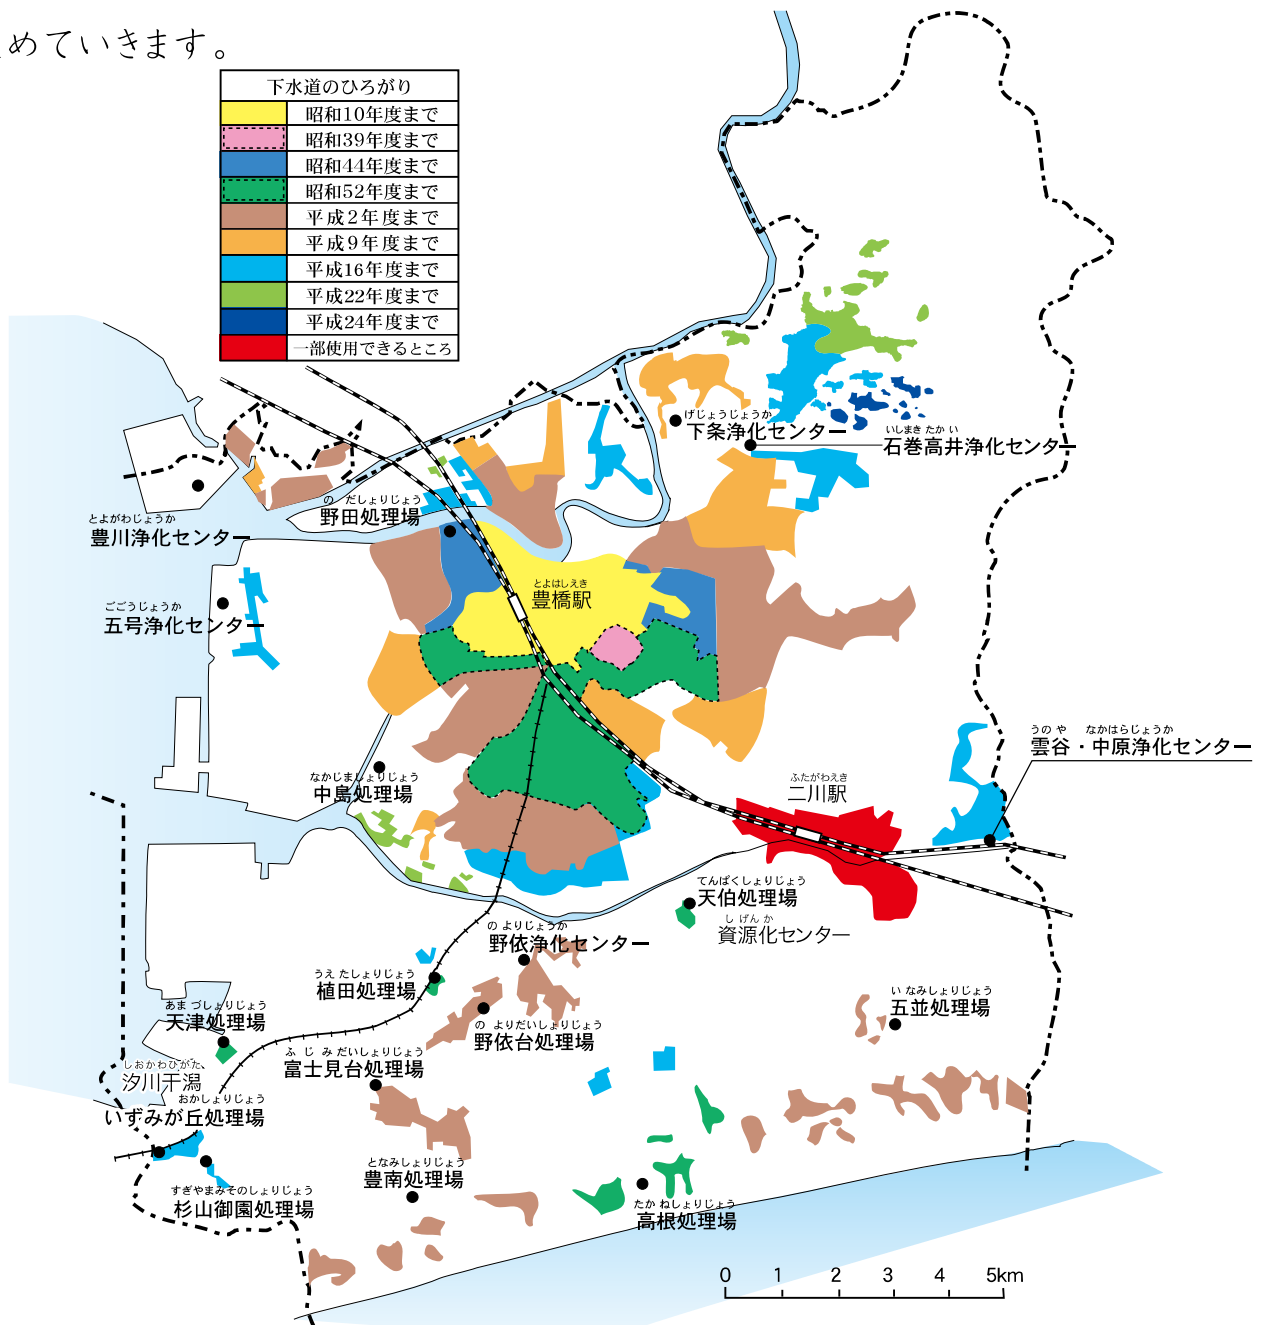 めていきます。
下水道のひろがり
昭和10年度まで
昭和39年度まで
昭和44年度まで
昭和52年度まで
平成2年度まで
平成9年度まで
平成16年度まで
平成22年度まで
平成24年度まで
一部使用できるところ
げじょうじょうか
下条浄化センター
いしまき たか い
石巻高井浄化センター
の だしょりじょう
野田処理場
とよがわじょうか
豊川浄化センター
とよはしえき
豊橋駅
ごごうじょうか
五号浄化センター
うの や なかはらじょうか
雲谷・中原浄化センター
なかじましょりじょう
中島処理場
ふたがわえき
二川駅
てんぱくしょりじょう
天伯処理場
し げん か
資源化センター
の よりじょうか
野依浄化センター
うえ たしょりじょう
植田処理場
い なみしょりじょう
五並処理場
あま づしょりじょう
天津処理場
の よりだいしょりじょう
野依台処理場
ふ じ み だいしょりじょう
富士見台処理場
しおかわひがた
汐川干潟
おかしょりじょう
いずみが丘処理場
となみしょりじょう
豊南処理場
すぎやまみそのしょりじょう
杉山御園処理場
たか ねしょりじょう
高根処理場
0 1 2 3 4 5km